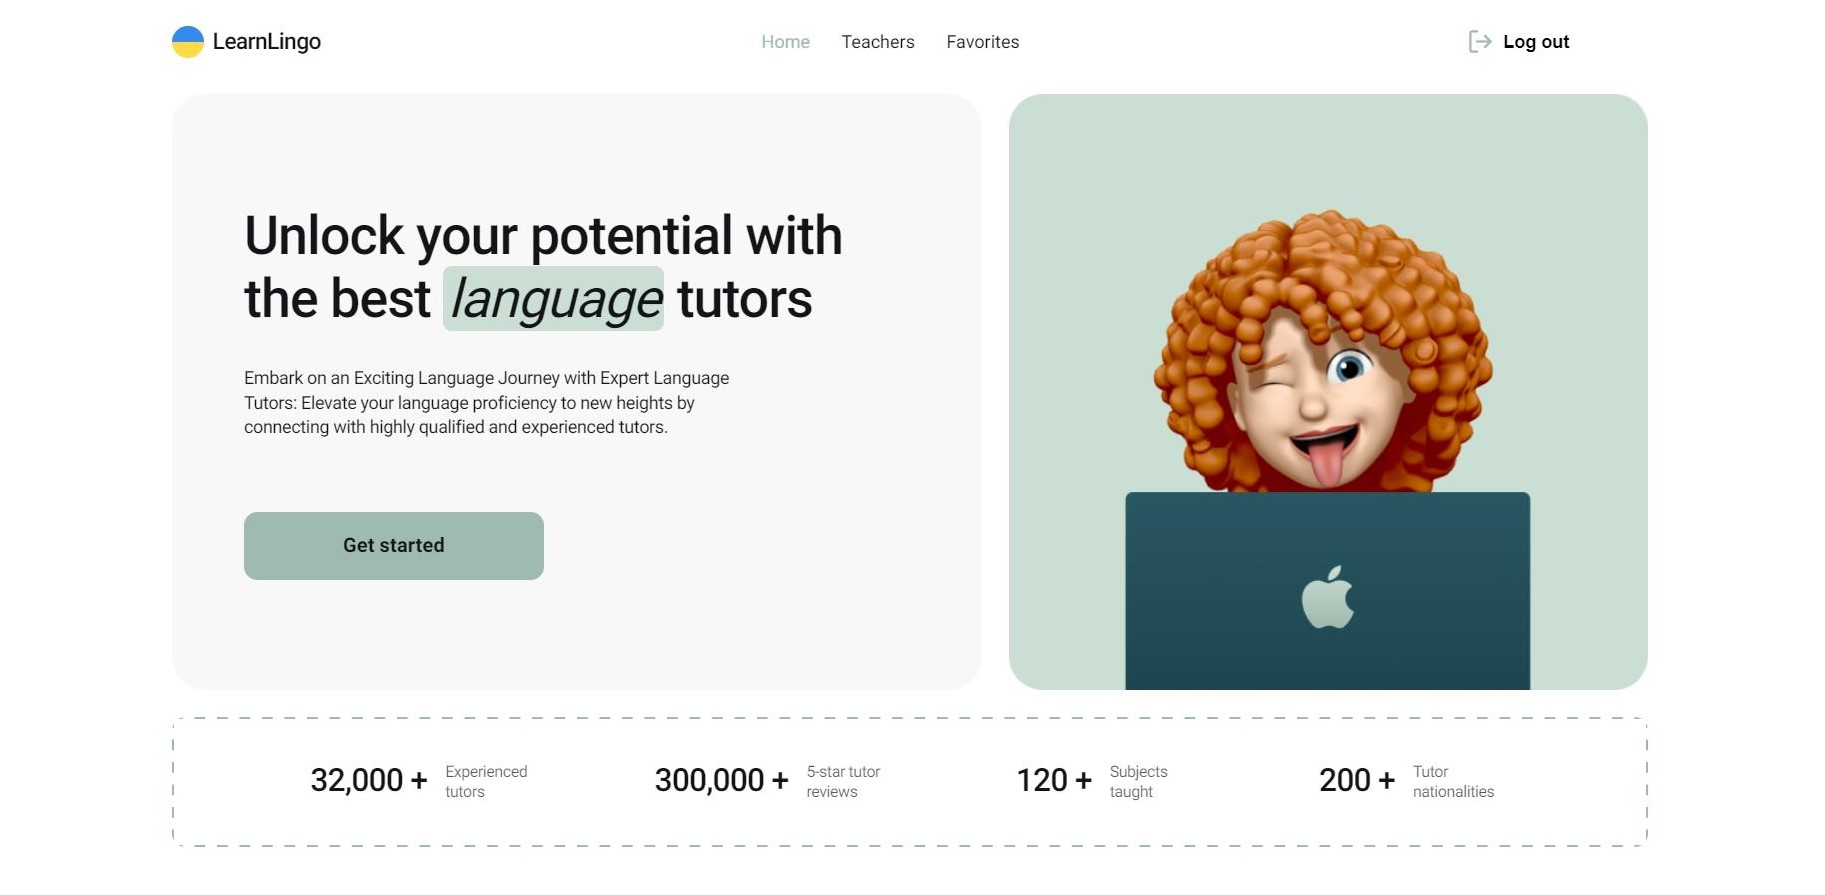 LearnLingo
Home
Teachers
Favorites
Log out
Unlock your potential with
the best language tutors
Embark on an Exciting Language Journey with Expert Language
Tutors: Elevate your language proficiency to new heights by
connecting with highly qualified and experienced tutors.
Get started
32,000 +
Experienced
tutors
300,000 +
5-star tutor
reviews
120 +
Subjects
taught
200 +
Tutor
nationalities